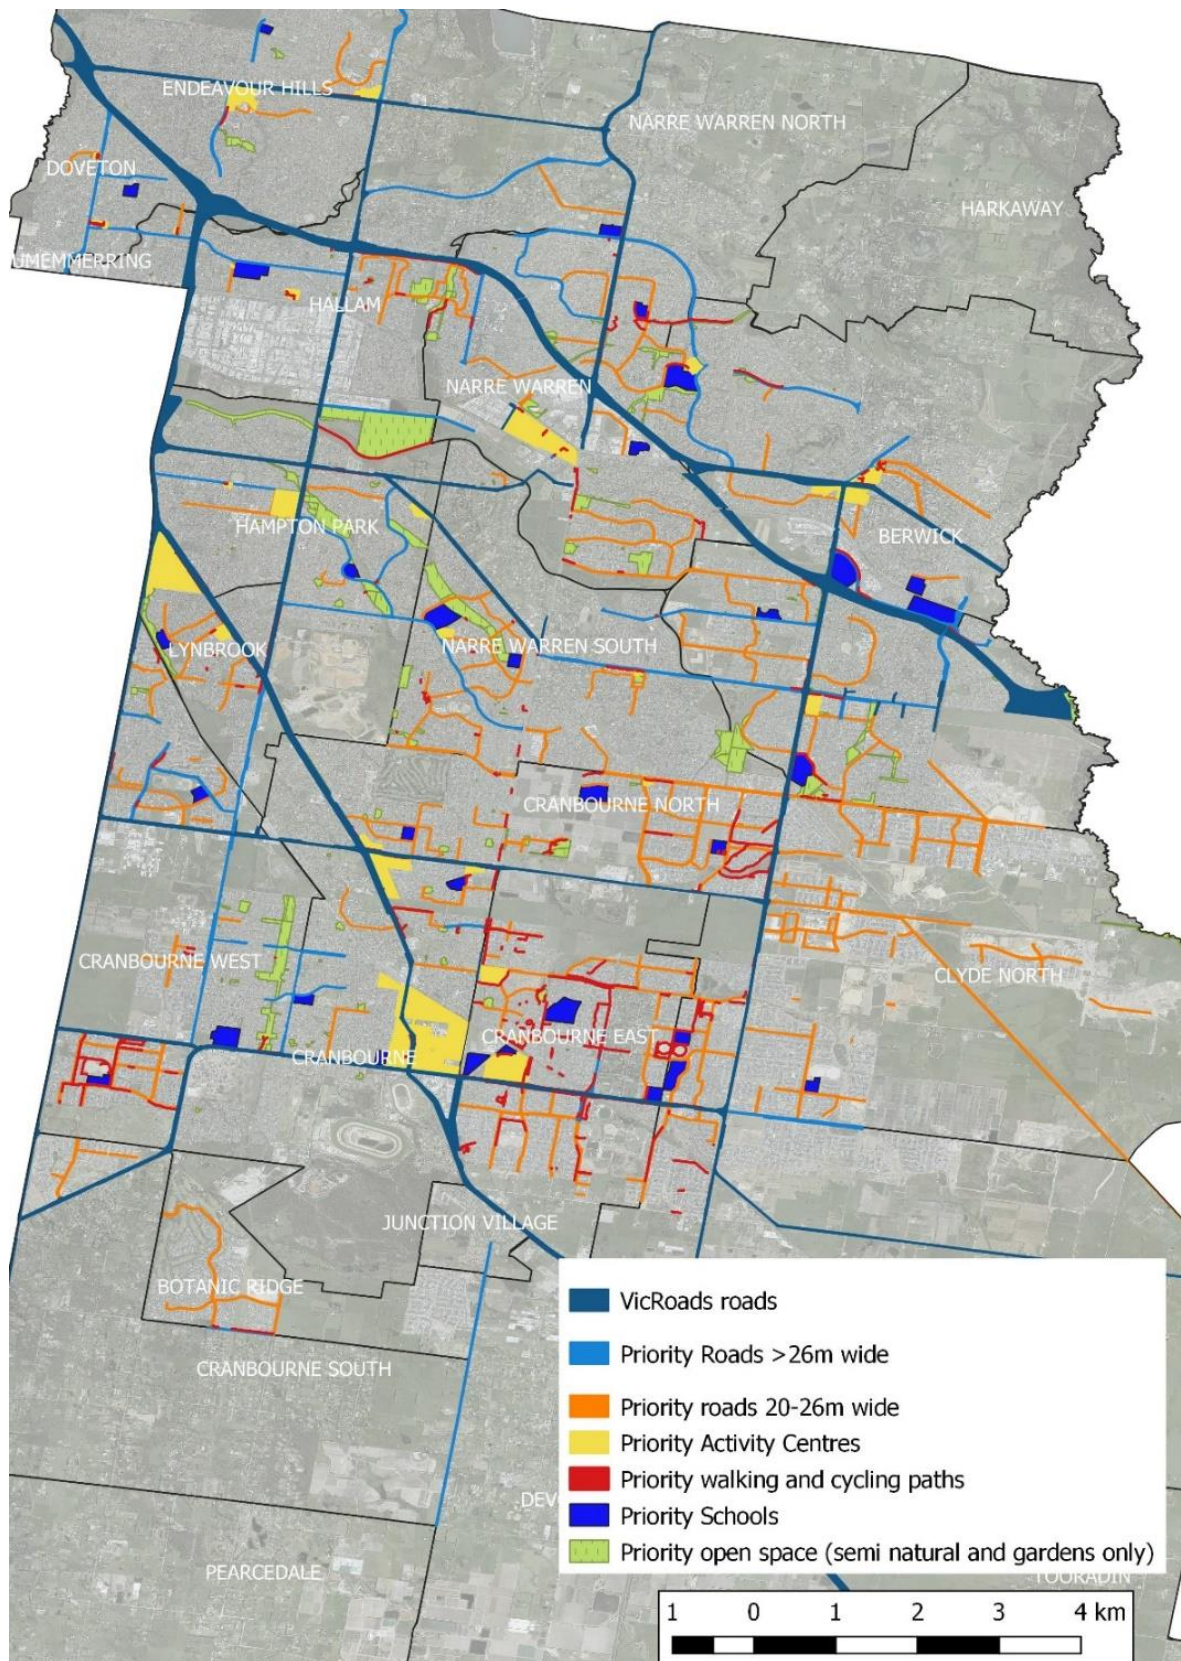 ENDEAVOUR HILLS
NARRE WARREN NORTH
DOVETON
HARKAWAY
UMEMMERRING
HALLAM
NARRE WARREN
HAMPTON PARK
BERWICK
LYNBROOK
NARRE WARREN SOUTH
CRANBOURNE NORTH
CRANBOURNE WEST
CLYDE NORTH
CRANBOURNE EAST
CRANBOURNE
JUNCTION VILLAGE
BOTANIC RIDGE
CRANBOURNE SOUTH
VicRoads roads
Priority Roads >26m wide
Priority roads 20-26m wide
Priority Activity Centres
Priority walking and cycling paths
Priority Schools
Priority open space (semi natural and gardens only)
DEV
PEARCEDALE
TOORADIN
1 0 1 2 3 4 km